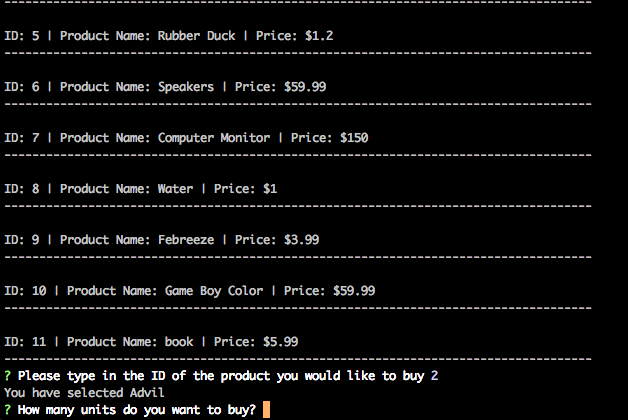 ------------------------------------------------------------------------------------
ID: 5 | Product Name: Rubber Duck | Price: $1.2
------------------------------------------------------------------------------------
ID: 6 | Product Name: Speakers | Price: $59.99
------------------------------------------------------------------------------------
ID: 7 | Product Name: Computer Monitor | Price: $150
------------------------------------------------------------------------------------
ID: 8 | Product Name: Water | Price: $1
------------------------------------------------------------------------------------
ID: 9 | Product Name: Febreeze | Price: $3.99
------------------------------------------------------------------------------------
ID: 10 | Product Name: Game Boy Color | Price: $59.99
------------------------------------------------------------------------------------
ID: 11 | Product Name: book | Price: $5.99
------------------------------------------------------------------------------------
? Please type in the ID of the product you would like to buy 2
You have selected Advil
? How many units do you want to buy?